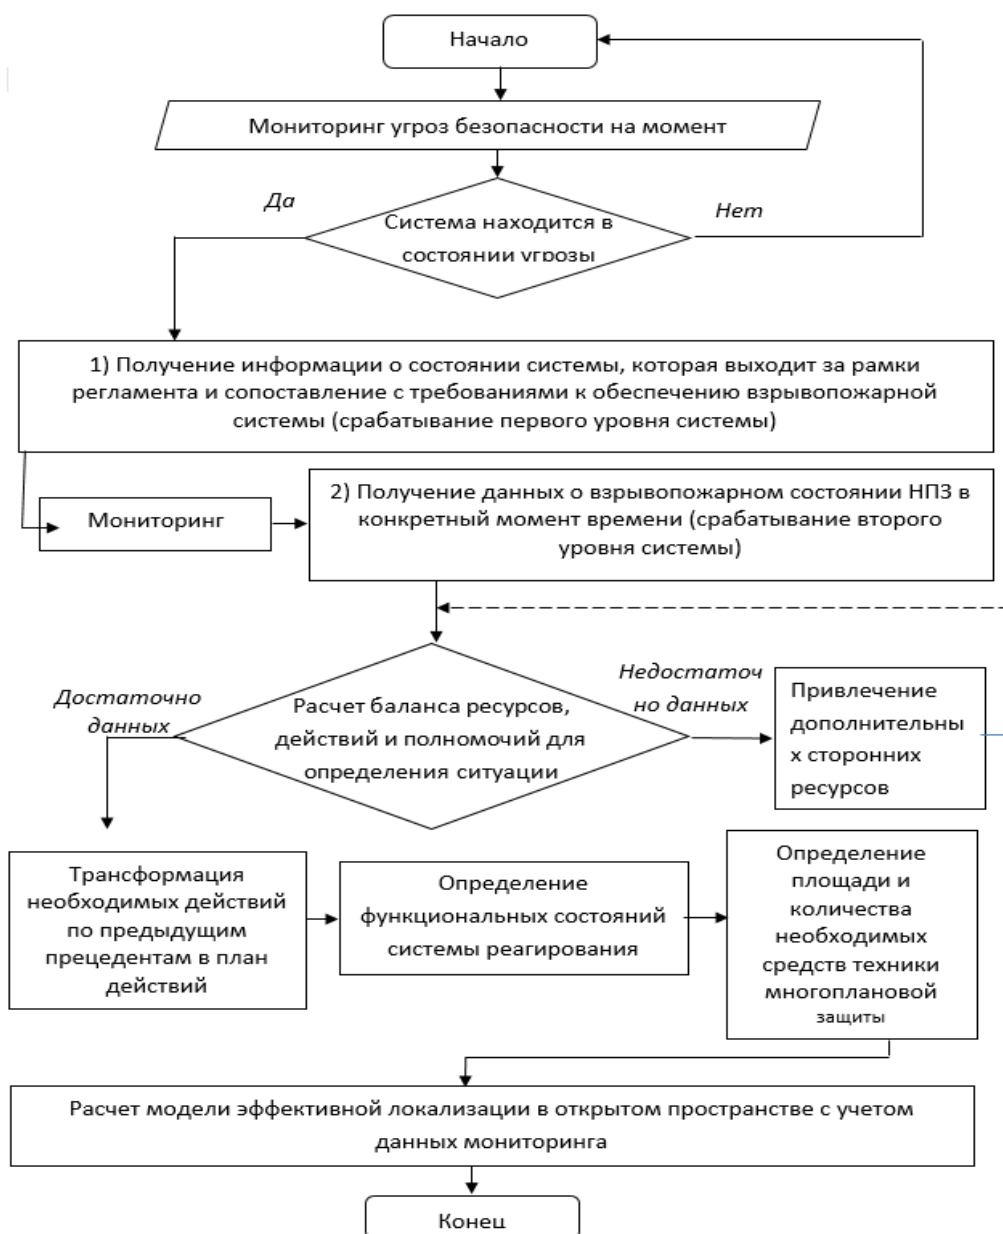 Начало
Мониторинг угроз безопасности на момент
Да
Нет
Система находится в
состоянии угрозы
1) Получение информации о состоянии системы, которая выходит за рамки
регламента и сопоставление с требованиями к обеспечению взрывопожарной
системы (срабатывание первого уровня системы)
Мониторинг
2) Получение данных о взрывопожарном состоянии НПЗ в
конкретный момент времени (срабатывание второго
уровня системы)
Достаточно
данных
Расчет баланса ресурсов,
действий и полномочий для
определения ситуации
Недостаточ
но данных
Привлечение
дополнительны
х сторонних
ресурсов
Трансформация
необходимых действий
по предыдущим
прецедентам в план
действий
Определение
функциональных состояний
системы реагирования
Определение
площади и
количества
необходимых
средств техники
многоплановой
защиты
Расчет модели эффективной локализации в открытом пространстве с учетом
данных мониторинга
Конец